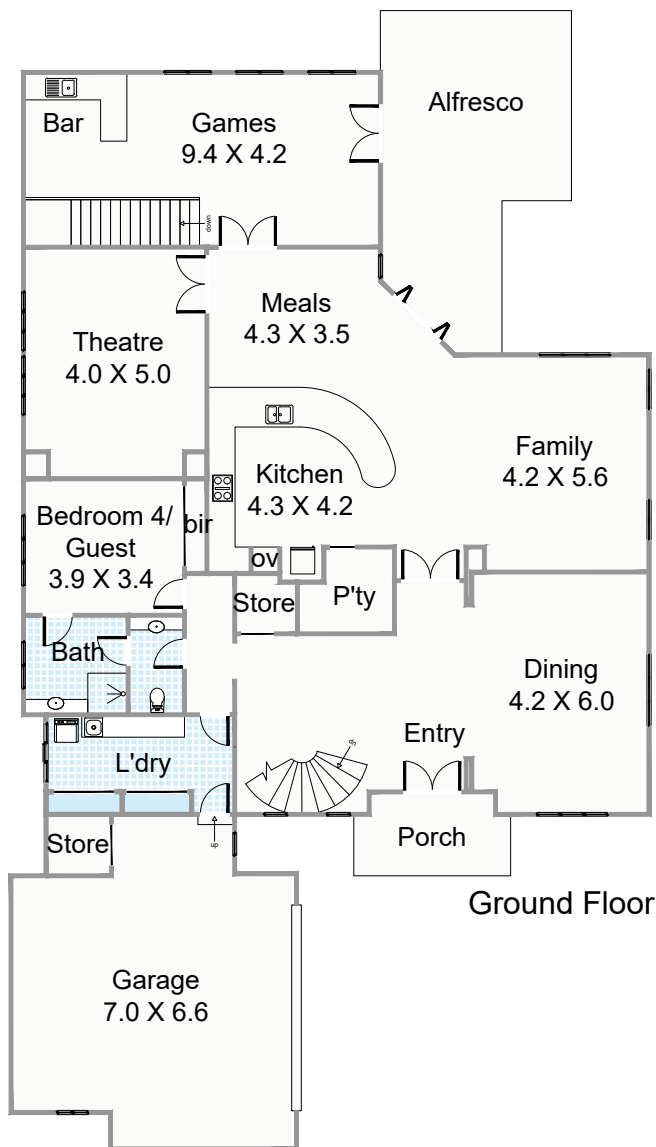 Alfresco
Bar
Games
9.4 X 4.2
down
Meals
4.3 X 3.5
Theatre
4.0 X 5.0
Family
4.2 X 5.6
Kitchen
4.3 X 4.2
Bedroom 4/
Guest
3.9 X 3.4
bir
ov
P'ty
Store
Bath
Dining
4.2 X 6.0
Entry
dn
L'dry
Porch
Store
up
Ground Floor
Garage
7.0 X 6.6